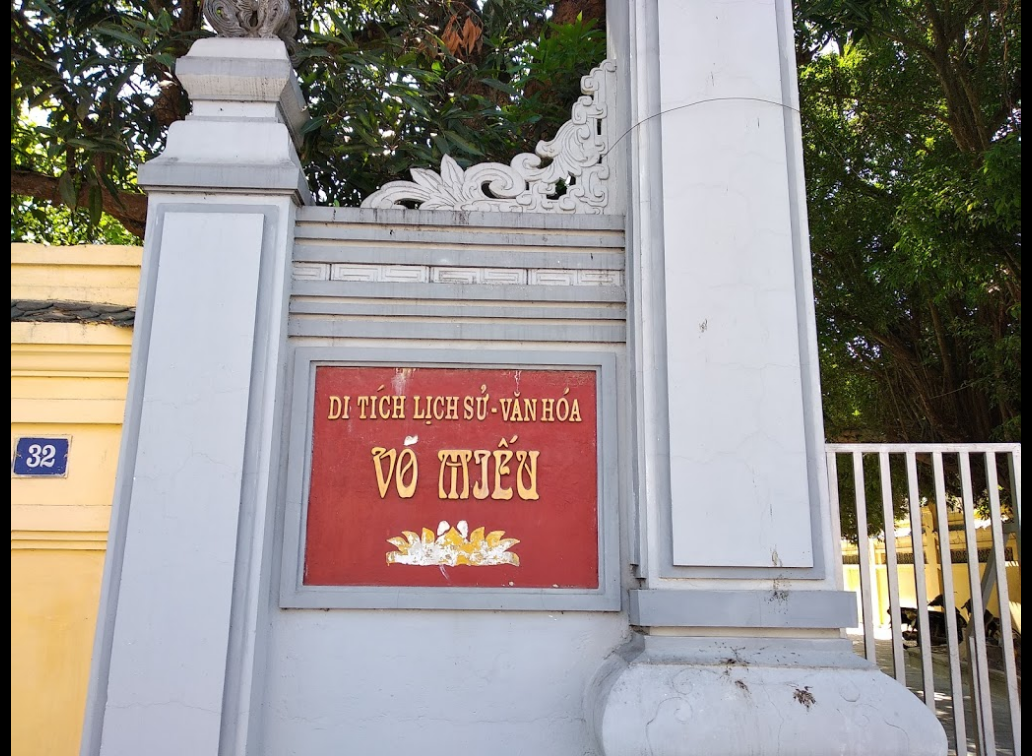 32
DI TÍCH LỊCH SỬ-VĂN HÓA
VÕ MIẾU